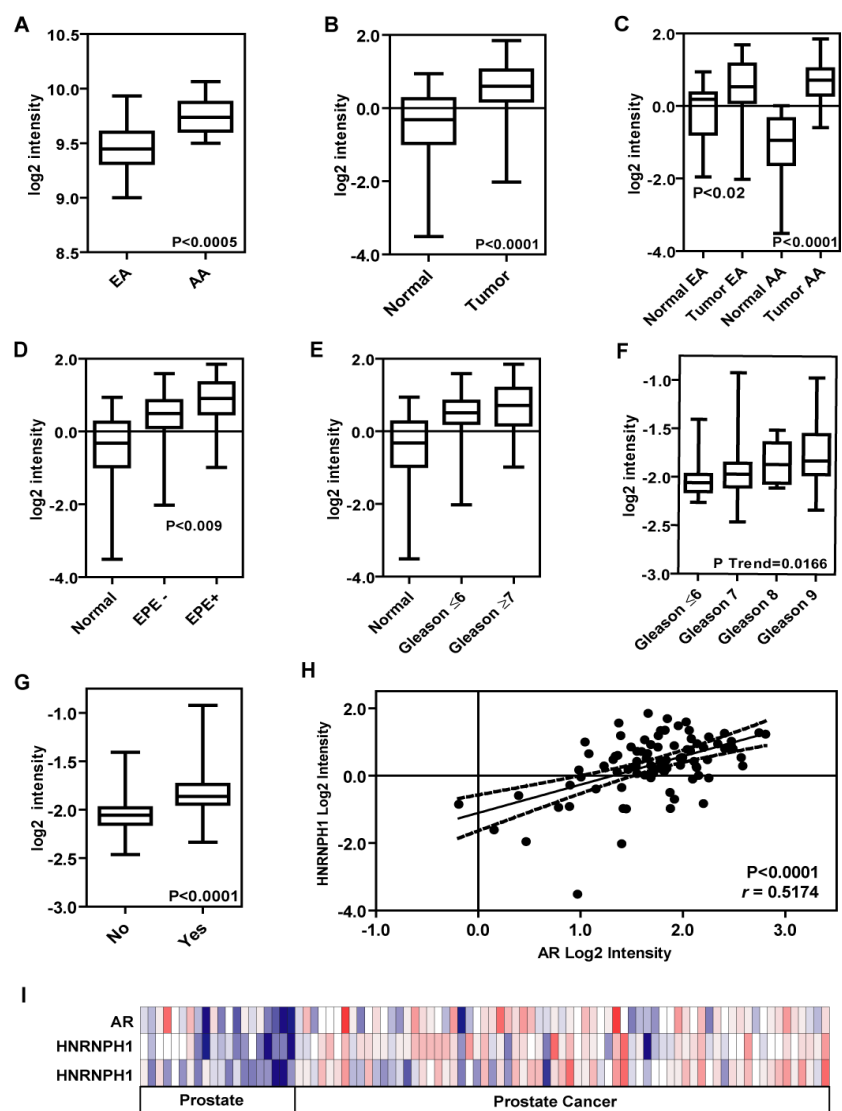 A
10.5
10.0
9.5
9.0
8.5
log2 intensity
P<0.0005
EA
AA
B
2.0
0.0
-2.0
-4.0
log2 intensity
P<0.0001
Normal
Tumor
C
2.0
0.0
-2.0
-4.0
log2 intensity
P<0.02
P<0.0001
Normal EA
Tumor EA
Normal AA
Tumor AA
D
2.0
0.0
-2.0
-4.0
log2 intensity
P<0.009
Normal
EPE -
EPE+
E
2.0
0.0
-2.0
-4.0
log2 intensity
Normal
Gleason ≤6
Gleason ≥7
F
-1.0
-1.5
-2.0
-2.5
-3.0
log2 intensity
P Trend=0.0166
Gleason ≤6
Gleason 7
Gleason 8
Gleason 9
G
-1.0
-1.5
-2.0
-2.5
-3.0
log2 intensity
P<0.0001
No
Yes
H
2.0
0.0
-2.0
-4.0
HNRNPH1 Log2 Intensity
P<0.0001
r = 0.5174
-1.0
0.0
1.0
2.0
3.0
AR Log2 Intensity
I
AR
HNRNPH1
HNRNPH1
Prostate
Prostate Cancer